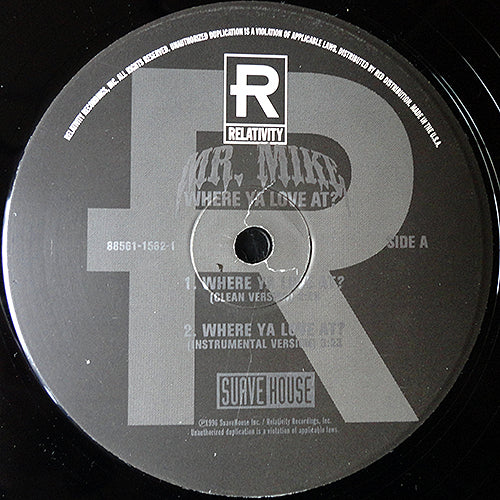 RELATIVITY RECORDINGS, INC. ALL RIGHTS RESERVED. UNAUTHORIZED DUPLICATION IS A VIOLATION OF APPLICABLE LAWS. DISTRIBUTED BY RED DISTRIBUTION. MADE IN THE U.S.A.
R
RELATIVITY
MR. MIKE
WHERE YA LOVE AT?
88561-1562-1
SIDE A
1. WHERE YA LOVE AT?
(CLEAN VERSION)
2. WHERE YA LOVE AT?
(INSTRUMENTAL VERSION) 3:23
SUAVE HOUSE
Ⓟ©1996 SuaveHouse Inc. / Relativity Recordings, Inc.
Unauthorized duplication is a violation of applicable laws.